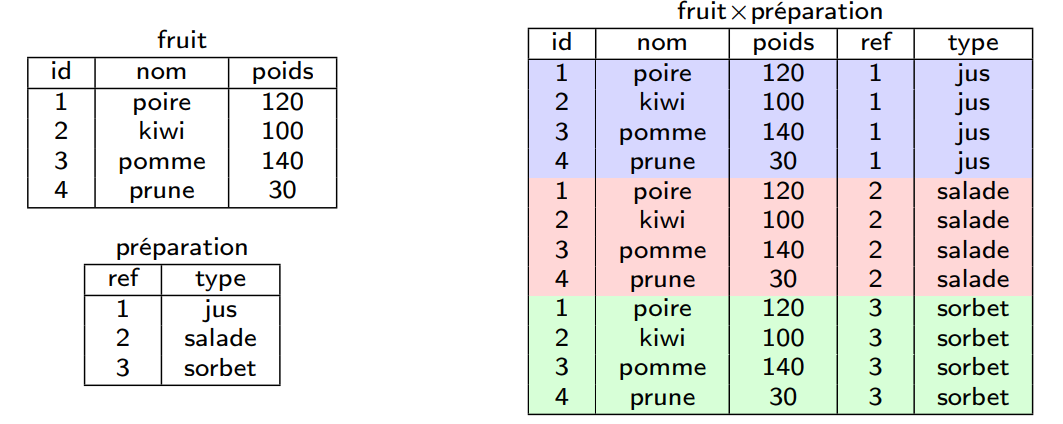 fruit
id nom poids
1 poire 120
2 kiwi 100
3 pomme 140
4 prune 30
préparation
ref type
1 jus
2 salade
3 sorbet
fruit×préparation
id nom poids ref type
1 poire 120 1 jus
2 kiwi 100 1 jus
3 pomme 140 1 jus
4 prune 30 1 jus
1 poire 120 2 salade
2 kiwi 100 2 salade
3 pomme 140 2 salade
4 prune 30 2 salade
1 poire 120 3 sorbet
2 kiwi 100 3 sorbet
3 pomme 140 3 sorbet
4 prune 30 3 sorbet